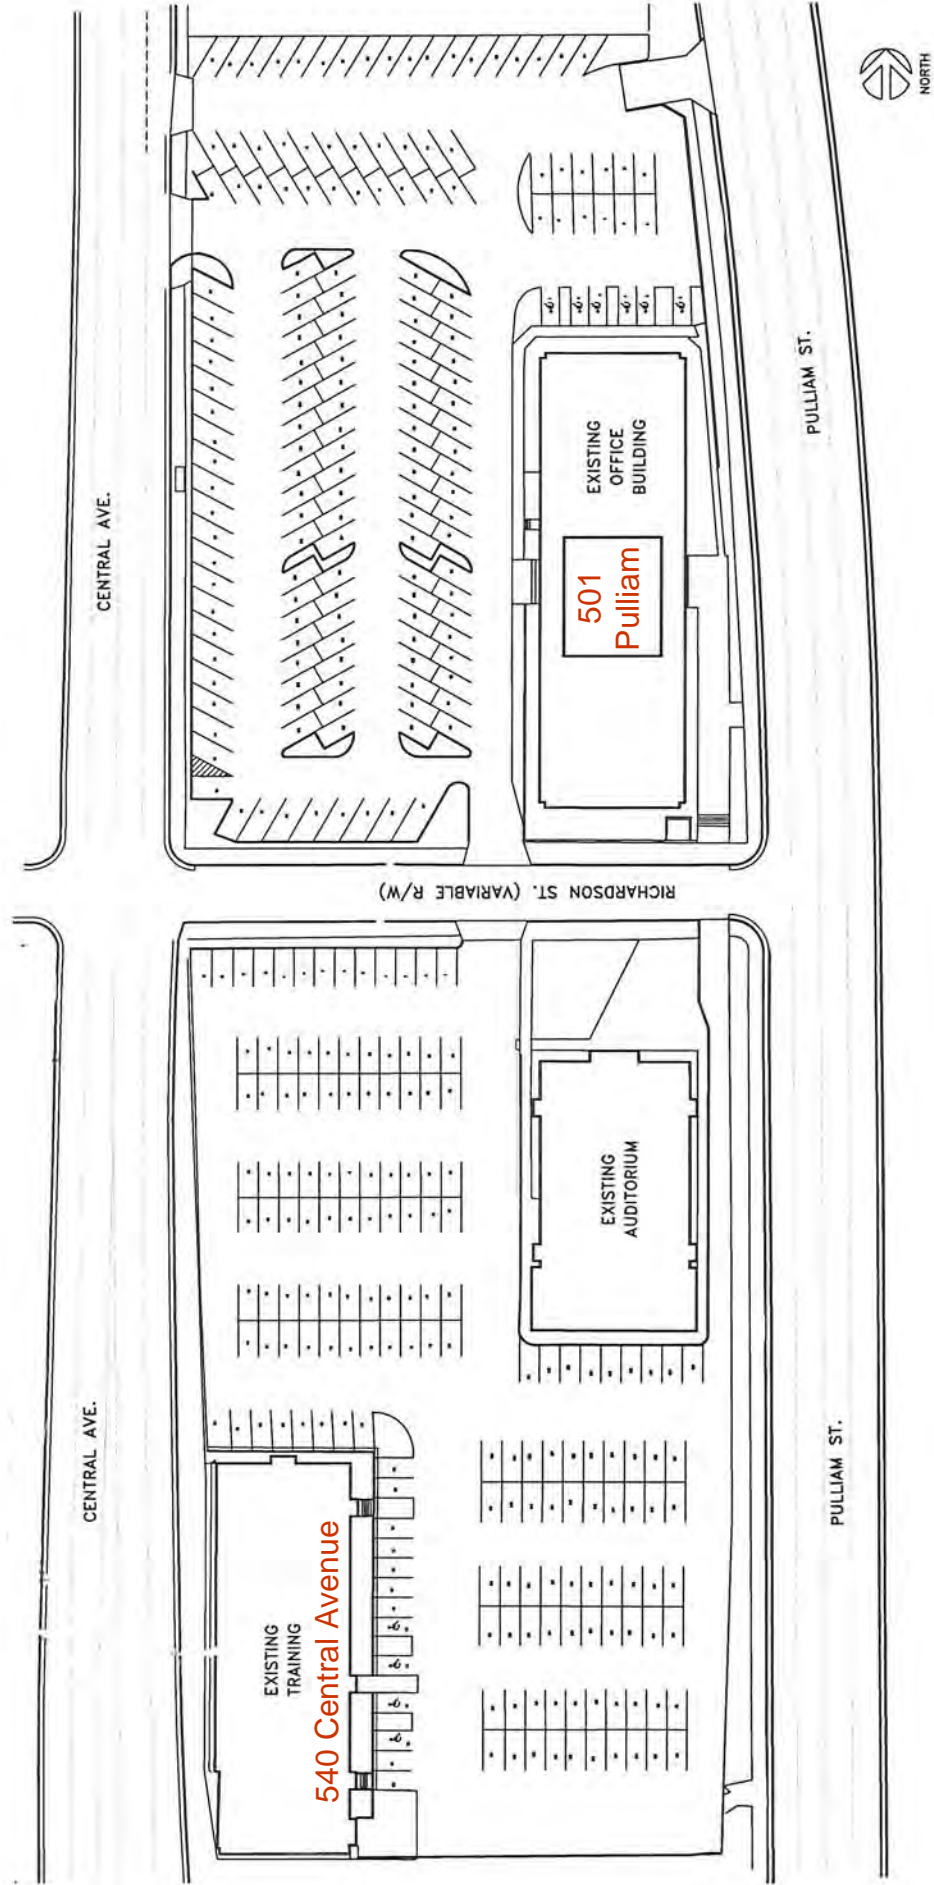 NORTH
CENTRAL AVE.
PULLIAM ST.
EXISTING
OFFICE
BUILDING
501
Pulliam
RICHARDSON ST. (VARIABLE R/W)
EXISTING
AUDITORIUM
CENTRAL AVE.
PULLIAM ST.
EXISTING
TRAINING
540 Central Avenue